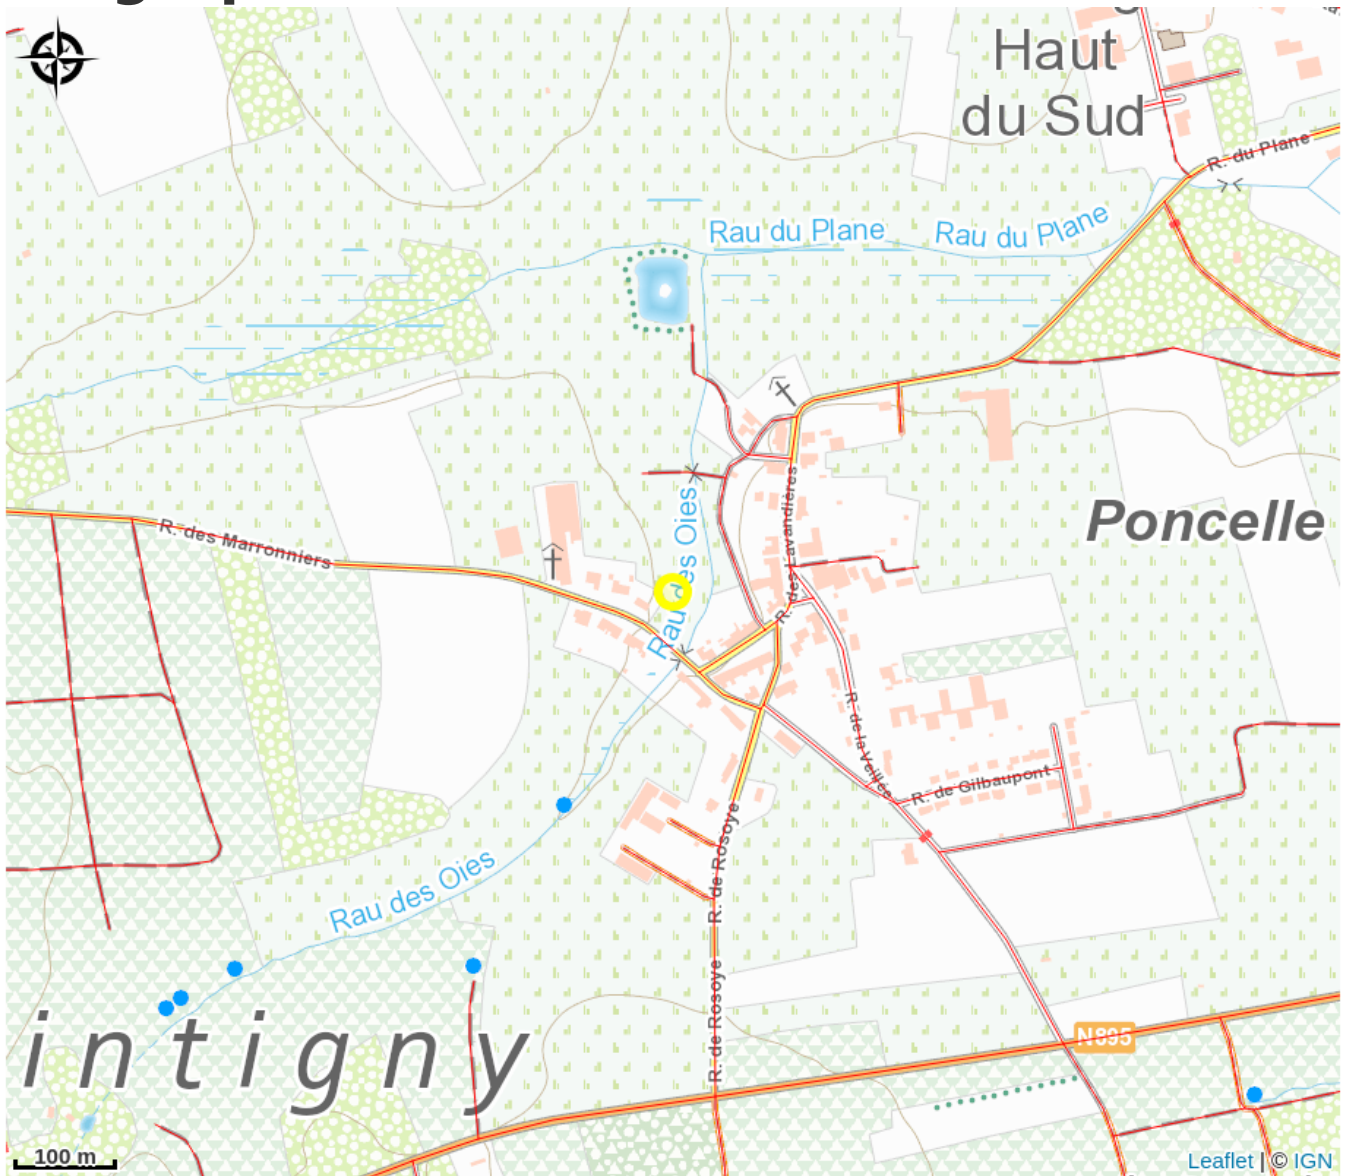 Haut
du Sud
R. du Plane
Rau du Plane
Rau du Plane
Poncelle
R. des Marronniers
Rau des Oies
R. des Lavandières
R. de la Veillée
R. de Gilbaupont
R. de Rosoye
Rau des Oies
R. de Rosoye
intigny
N895
100 m
Leaflet | © IGN